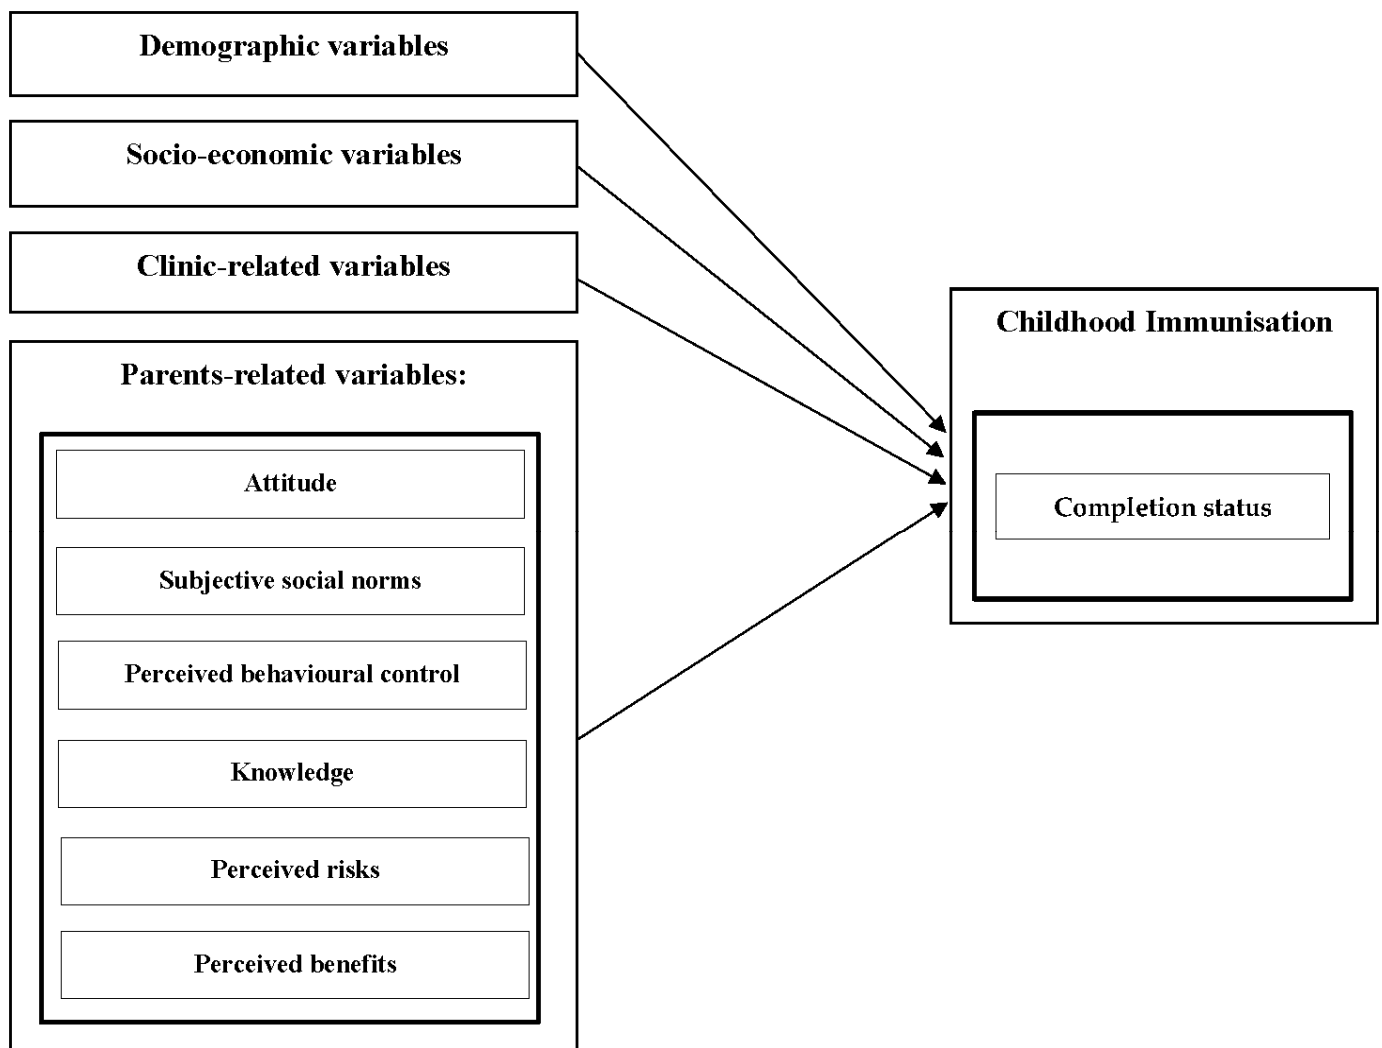 Demographic variables
Socio-economic variables
Clinic-related variables
Parents-related variables:
Attitude
Subjective social norms
Perceived behavioural control
Knowledge
Perceived risks
Perceived benefits
Childhood Immunisation
Completion status